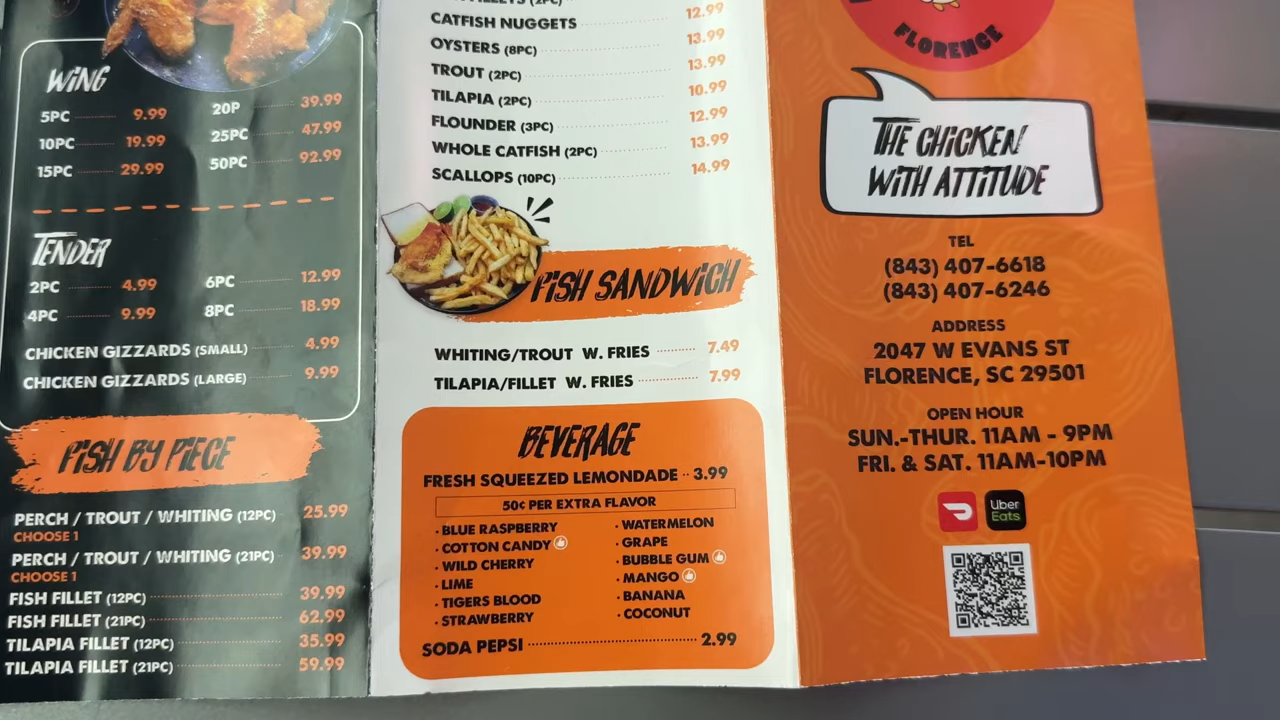 WING
5PC 9.99
10PC 19.99
15PC 29.99
20P 39.99
25PC 47.99
50PC 92.99
TENDER
2PC 4.99
4PC 9.99
6PC 12.99
8PC 18.99
CHICKEN GIZZARDS (SMALL) 4.99
CHICKEN GIZZARDS (LARGE) 9.99
FISH BY PIECE
PERCH / TROUT / WHITING (12PC) 25.99
CHOOSE 1
PERCH / TROUT / WHITING (21PC) 39.99
CHOOSE 1
FISH FILLET (12PC) 39.99
FISH FILLET (21PC) 62.99
TILAPIA FILLET (12PC) 35.99
TILAPIA FILLET (21PC) 59.99
CATFISH NUGGETS 12.99
OYSTERS (8PC) 13.99
TROUT (2PC) 13.99
TILAPIA (2PC) 10.99
FLOUNDER (3PC) 12.99
WHOLE CATFISH (2PC) 13.99
SCALLOPS (10PC) 14.99
FISH SANDWICH
WHITING/TROUT W. FRIES 7.49
TILAPIA/FILLET W. FRIES 7.99
BEVERAGE
FRESH SQUEEZED LEMONDADE 3.99
50¢ PER EXTRA FLAVOR
· BLUE RASPBERRY
· COTTON CANDY
· WILD CHERRY
· LIME
· TIGERS BLOOD
· STRAWBERRY
· WATERMELON
· GRAPE
· BUBBLE GUM
· MANGO
· BANANA
· COCONUT
SODA PEPSI 2.99
FLORENCE
THE CHICKEN
WITH ATTITUDE
TEL
(843) 407-6618
(843) 407-6246
ADDRESS
2047 W EVANS ST
FLORENCE, SC 29501
OPEN HOUR
SUN.-THUR. 11AM - 9PM
FRI. & SAT. 11AM-10PM
Uber
Eats